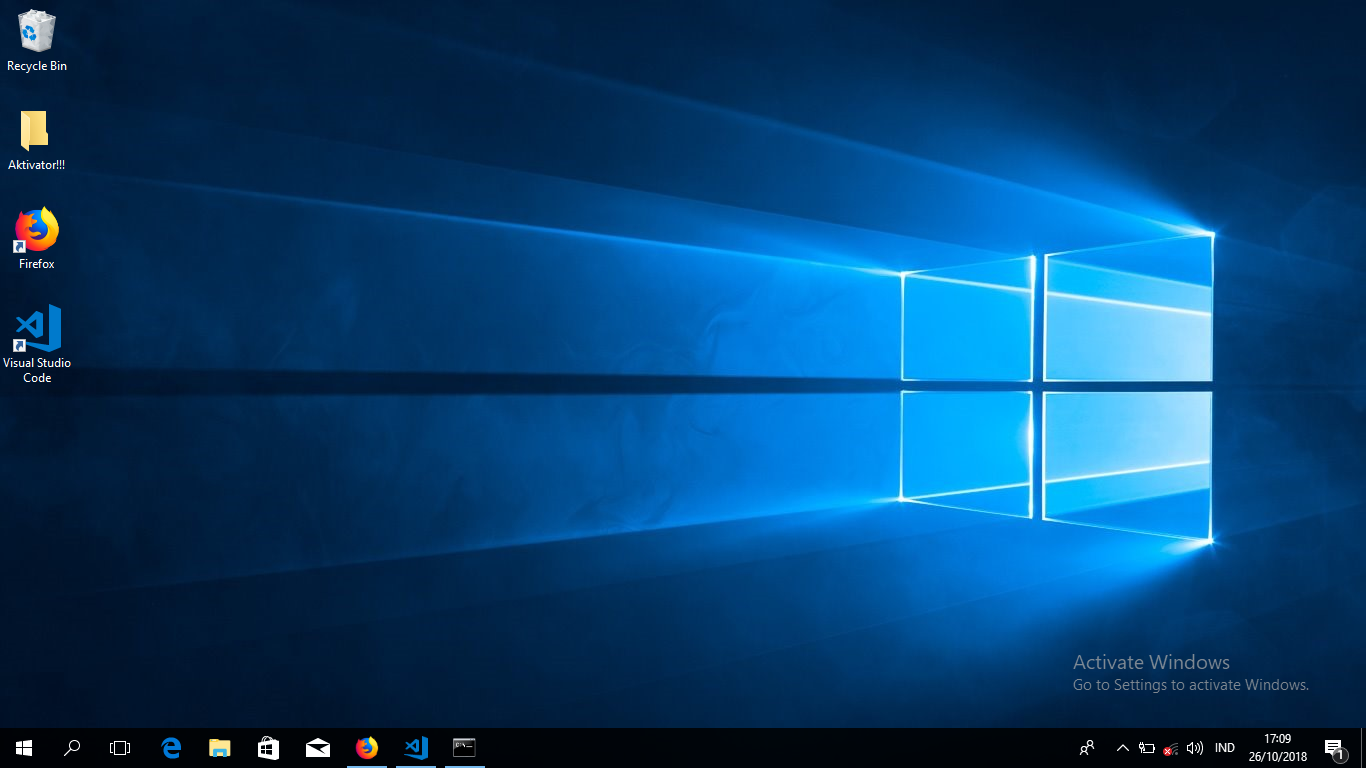 Recycle Bin
Aktivator!!!
Firefox
Visual Studio
Code
Activate Windows
Go to Settings to activate Windows.
IND
17:09
26/10/2018
1